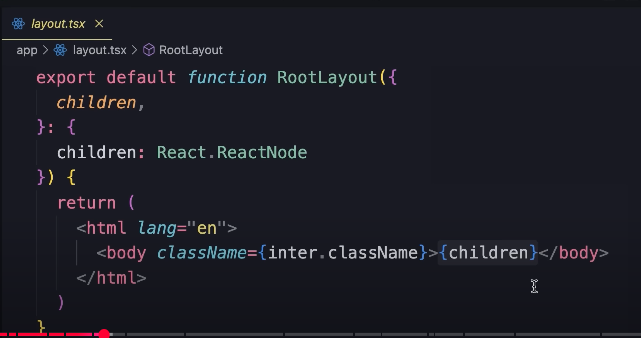 layout.tsx ×
app > layout.tsx > RootLayout
export default function RootLayout({
children,
}: {
children: React.ReactNode
}) {
return (
<html lang="en">
<body className={inter.className}>{children}</body>
</html>
)
}